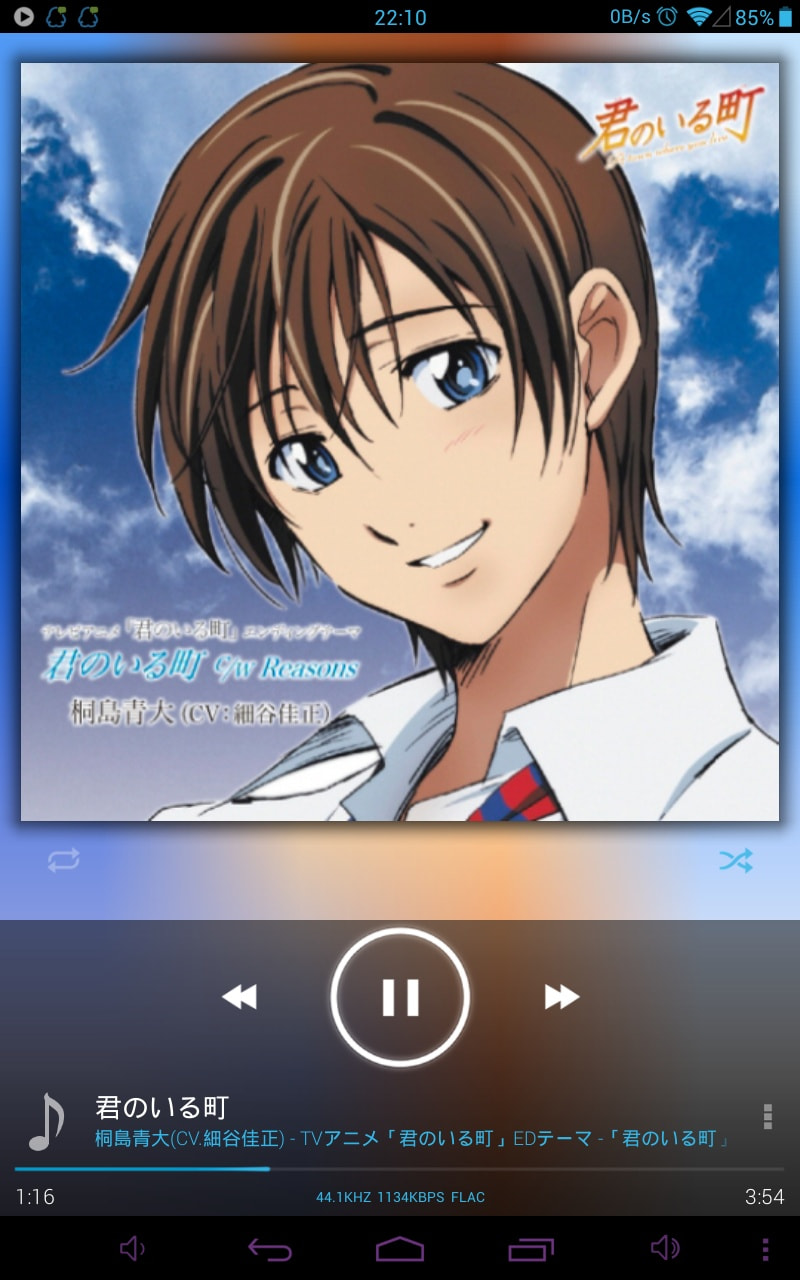 22:10
0B/s
85%
君のいる町
a town where you live
テレビアニメ『君のいる町』エンディングテーマ
君のいる町 c/w Reasons
桐島青大(CV:細谷佳正)
君のいる町
桐島青大(CV.細谷佳正) - TVアニメ「君のいる町」EDテーマ -「君のいる町」
1:16
44.1KHZ 1134KBPS FLAC
3:54